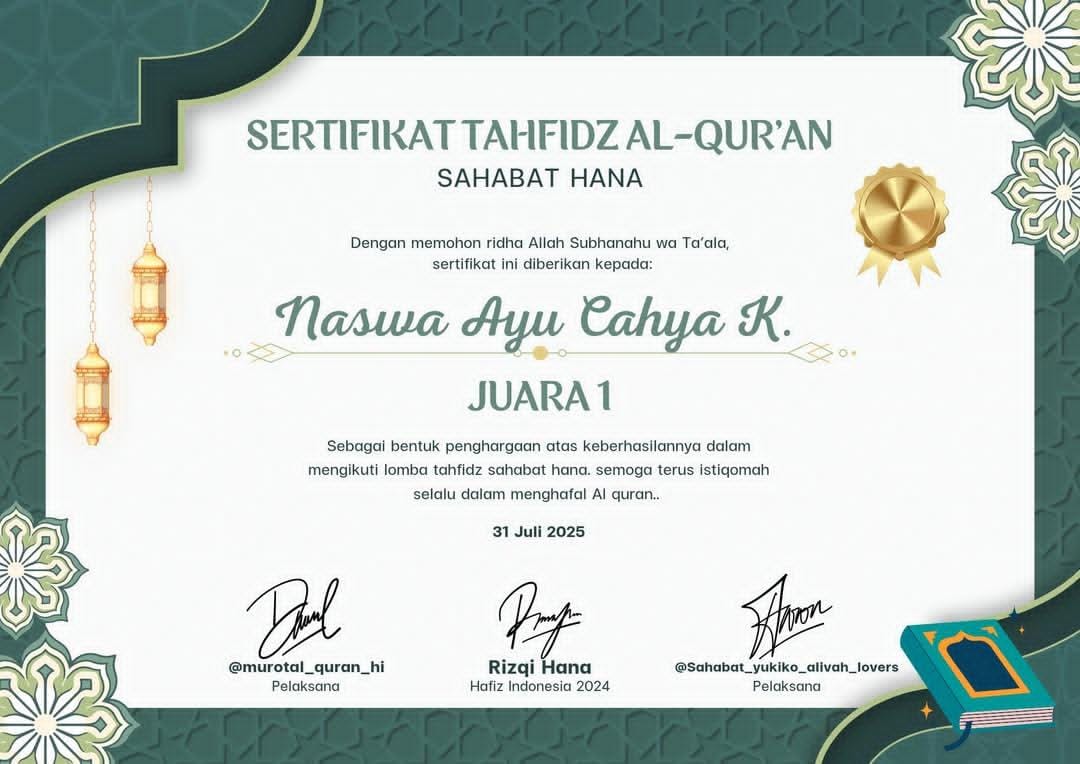 SERTIFIKAT TAHFIDZ AL-QUR'AN
SAHABAT HANA
Dengan memohon ridha Allah Subhanahu wa Ta'ala,
sertifikat ini diberikan kepada:
Naswa Ayu Cahya K.
JUARA 1
Sebagai bentuk penghargaan atas keberhasilannya dalam
mengikuti lomba tahfidz sahabat hana. semoga terus istiqomah
selalu dalam menghafal Al quran..
31 Juli 2025
@murotal_quran_hi
Pelaksana
Rizqi Hana
Hafiz Indonesia 2024
@Sahabat_yukiko_alivah_lovers
Pelaksana